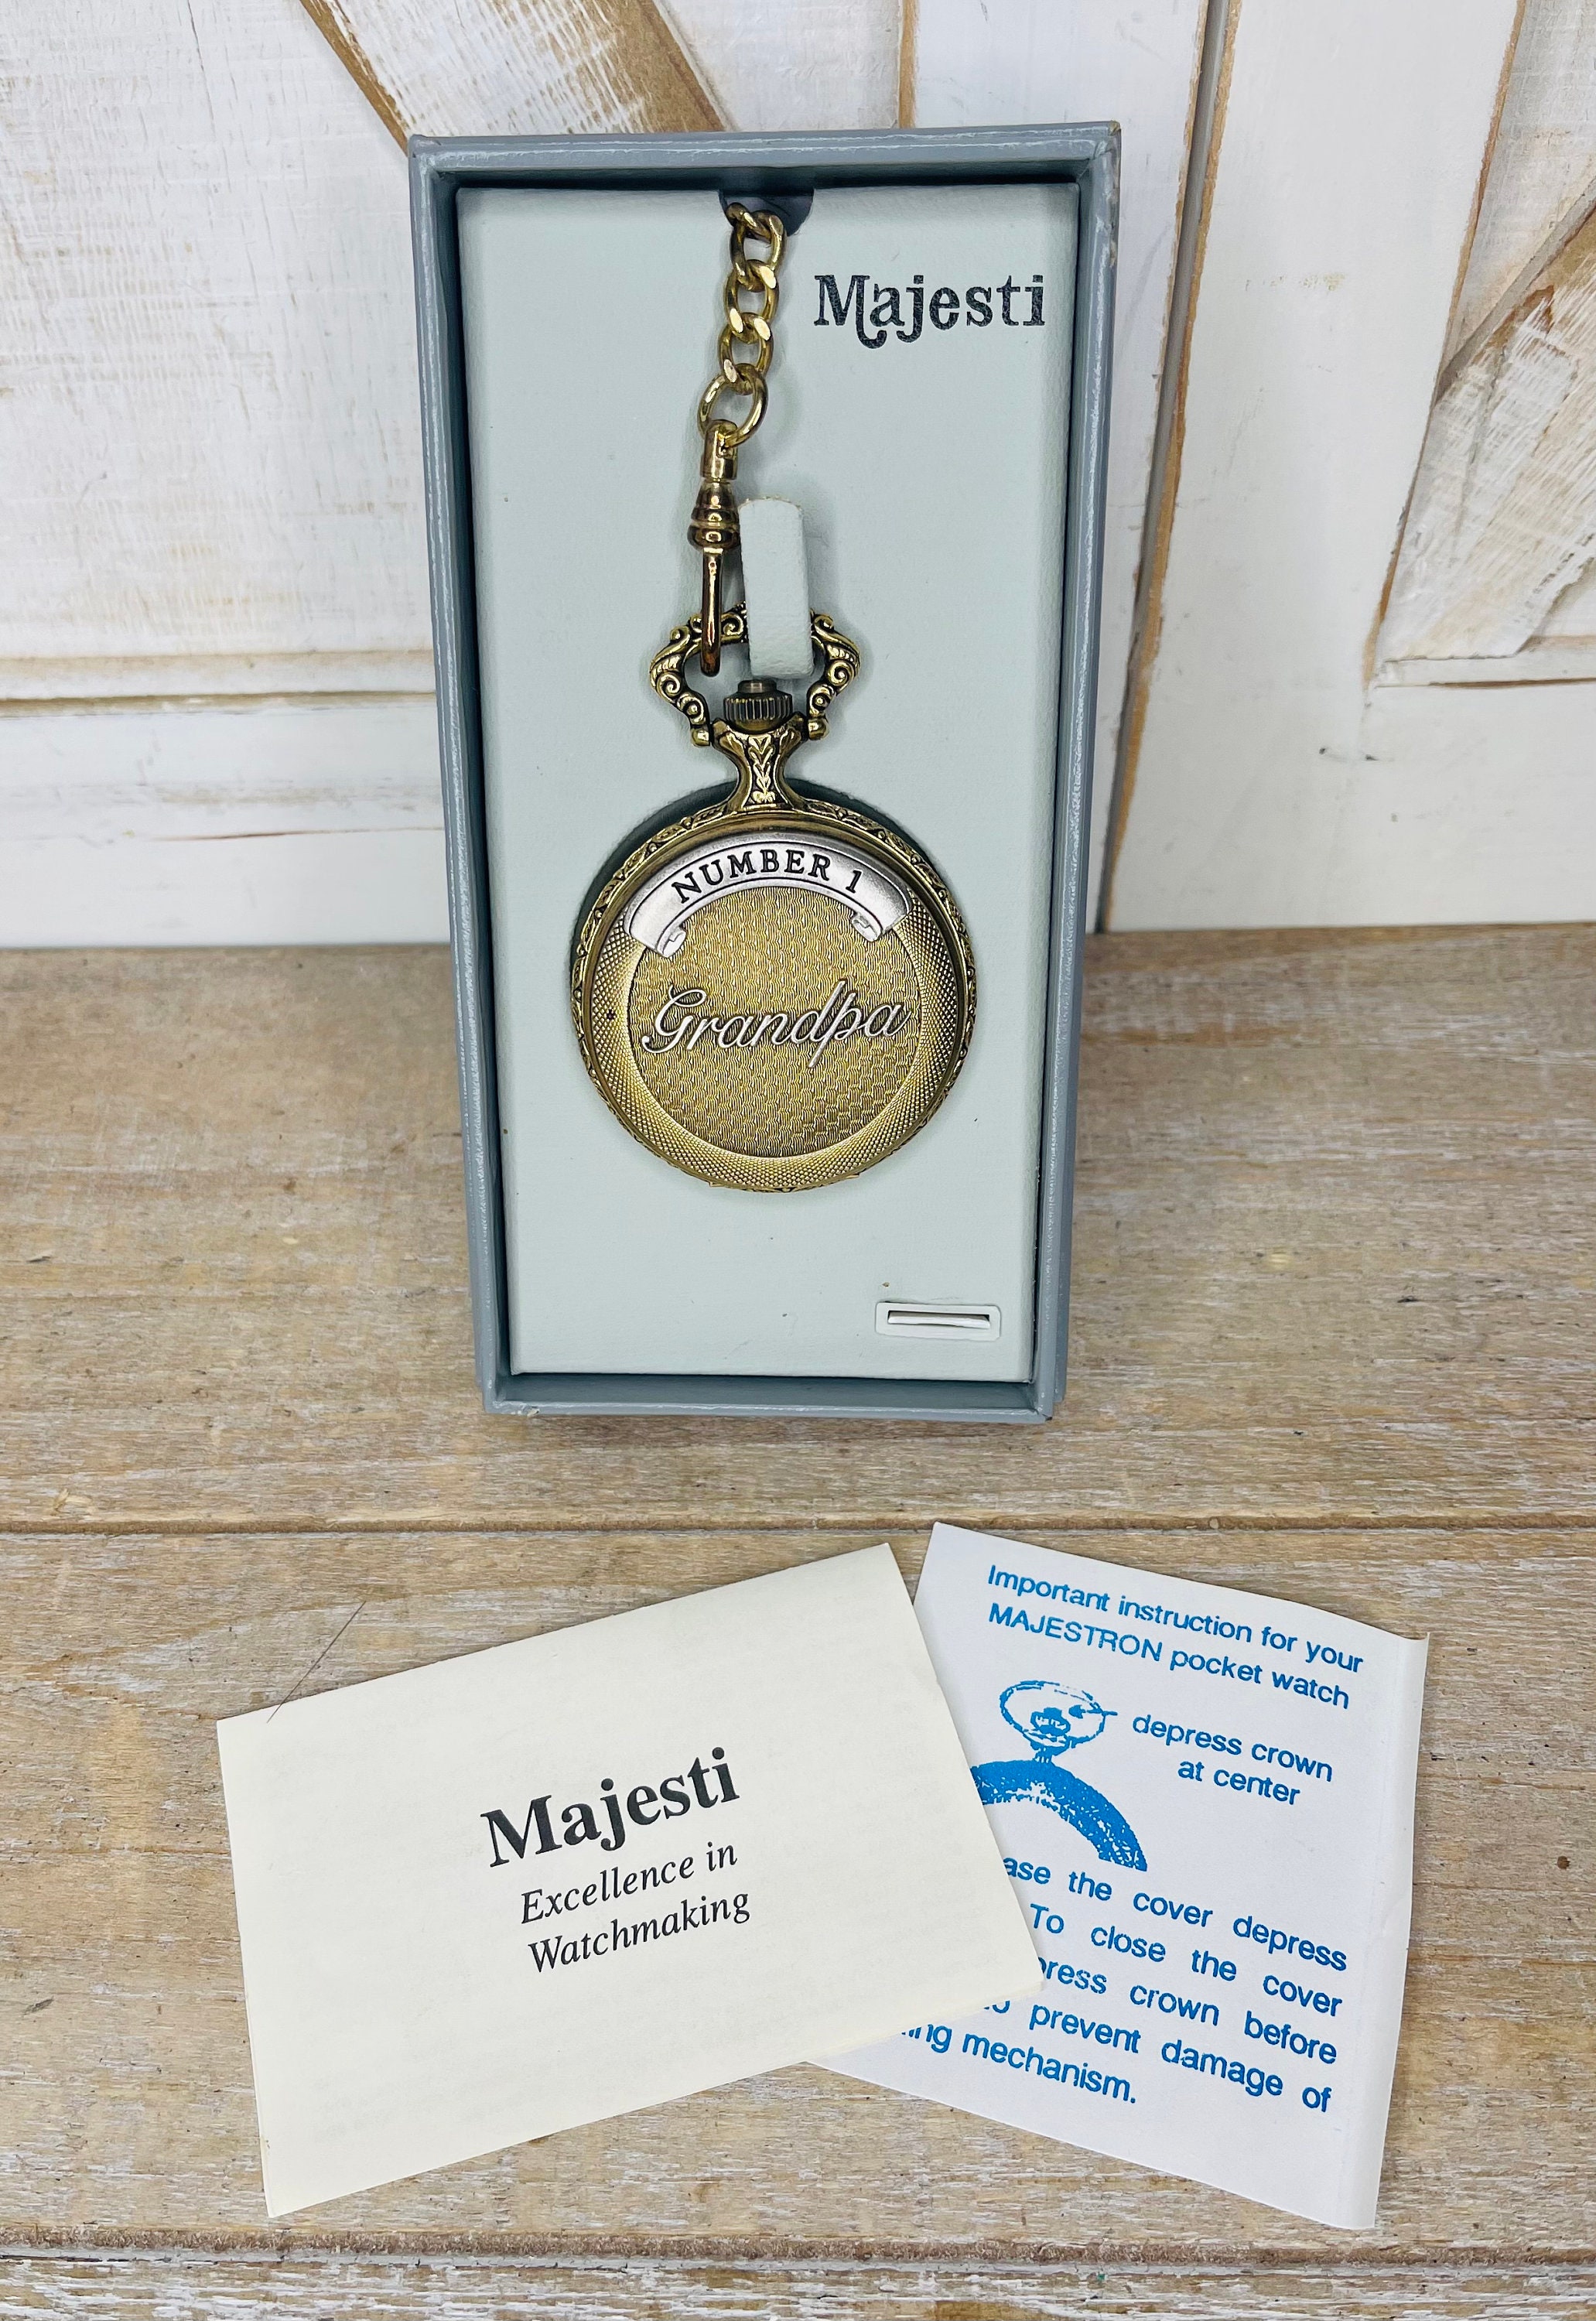 Majesti
NUMBER 1
Grandpa
Majesti
Excellence in
Watchmaking
Important instruction for your
MAJESTRON pocket watch
depress crown
at center
the cover depress
To close the cover
crown before
prevent damage of
mechanism.